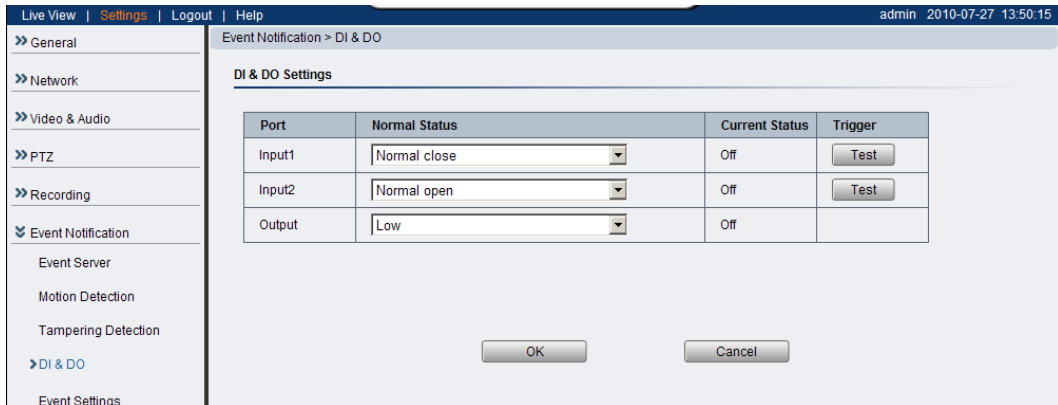 Live View | Settings | Logout | Help admin 2010-07-27 13:50:15
General
Network
Video & Audio
PTZ
Recording
Event Notification
Event Server
Motion Detection
Tampering Detection
DI & DO
Event Settings
Event Notification > DI & DO
DI & DO Settings
Port Normal Status Current Status Trigger
Input1 Normal close Off Test
Input2 Normal open Off Test
Output Low Off
OK Cancel